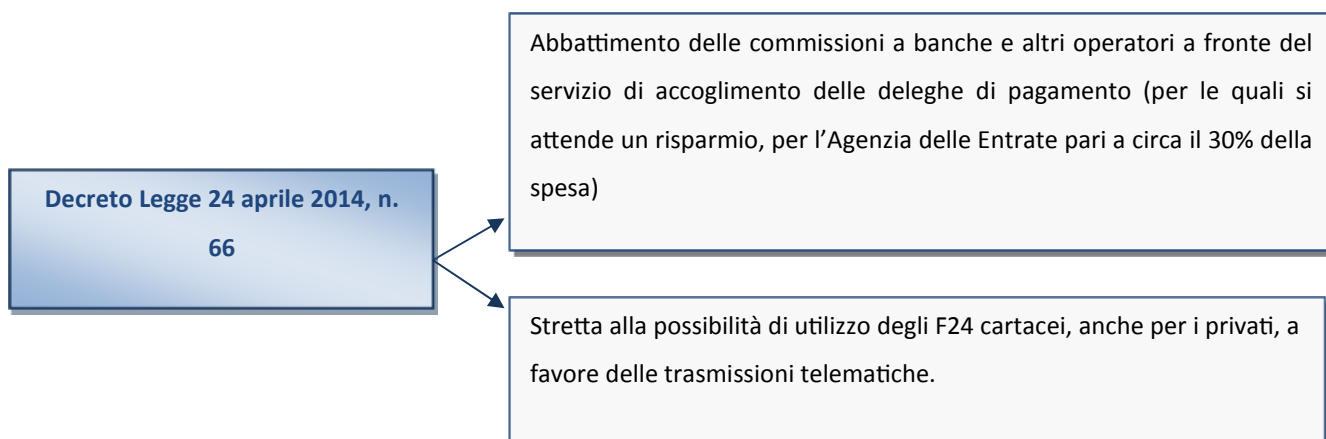 Decreto Legge 24 aprile 2014, n.
66
Abbattimento delle commissioni a banche e altri operatori a fronte del
servizio di accoglimento delle deleghe di pagamento (per le quali si
attende un risparmio, per l’Agenzia delle Entrate pari a circa il 30% della
spesa)
Stretta alla possibilità di utilizzo degli F24 cartacei, anche per i privati, a
favore delle trasmissioni telematiche.